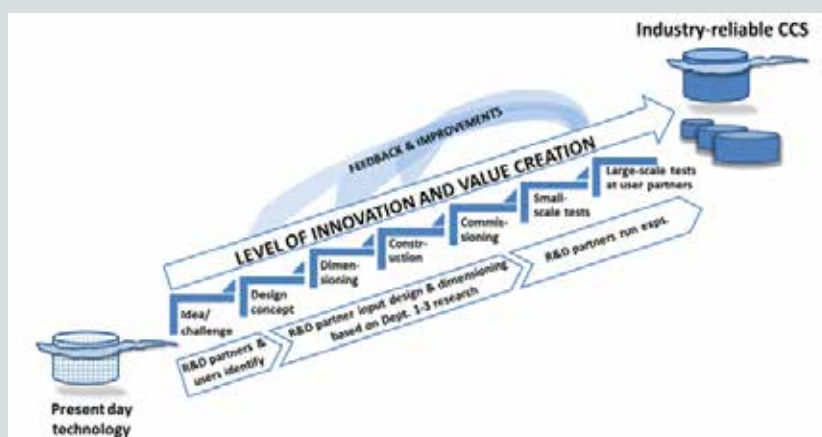 Industry-reliable CCS
FEEDBACK & IMPROVEMENTS
LEVEL OF INNOVATION AND VALUE CREATION
Idea/
challenge
Design
concept
Dimen-
sioning
Constr-
ruction
Commis-
sioning
Small-
scale tests
Large-scale tests
at user partners
R&D partners &
users identify
R&D partner input design & dimensioning
based on Dept. 1-3 research
R&D partners run exps.
Present day
technology